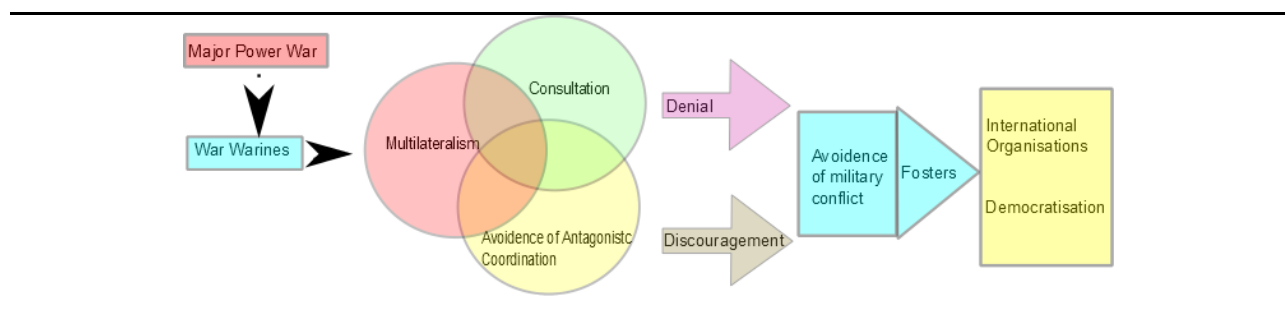 Major Power War
War Warines
Multilateralism
Consultation
Avoidence of Antagonistc
Coordination
Denial
Discouragement
Avoidence
of military
conflict
Fosters
International
Organisations
Democratisation